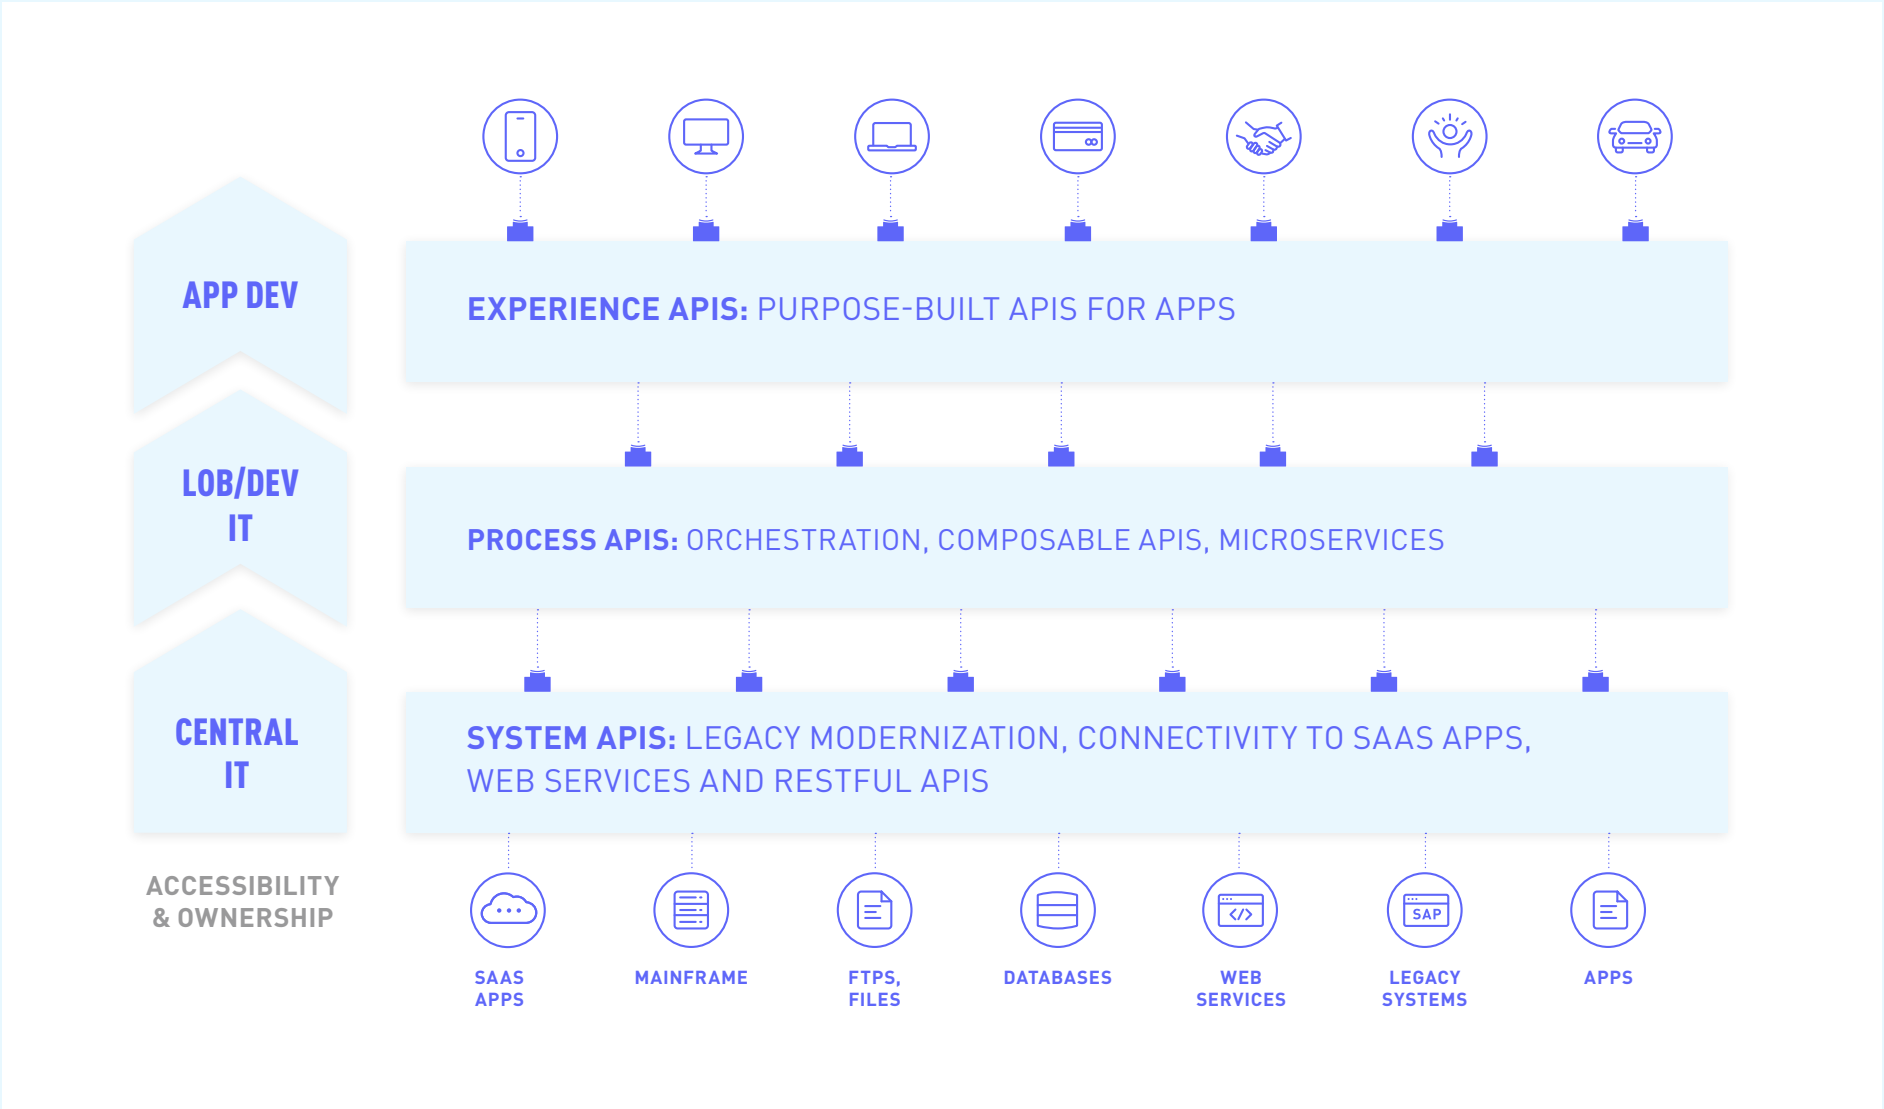 APP DEV
EXPERIENCE APIS: PURPOSE-BUILT APIS FOR APPS
LOB/DEV
IT
PROCESS APIS: ORCHESTRATION, COMPOSABLE APIS, MICROSERVICES
CENTRAL
IT
SYSTEM APIS: LEGACY MODERNIZATION, CONNECTIVITY TO SAAS APPS,
WEB SERVICES AND RESTFUL APIS
ACCESSIBILITY
& OWNERSHIP
</>
SAP
SAAS
APPS
MAINFRAME
FTPS,
FILES
DATABASES
WEB
SERVICES
LEGACY
SYSTEMS
APPS